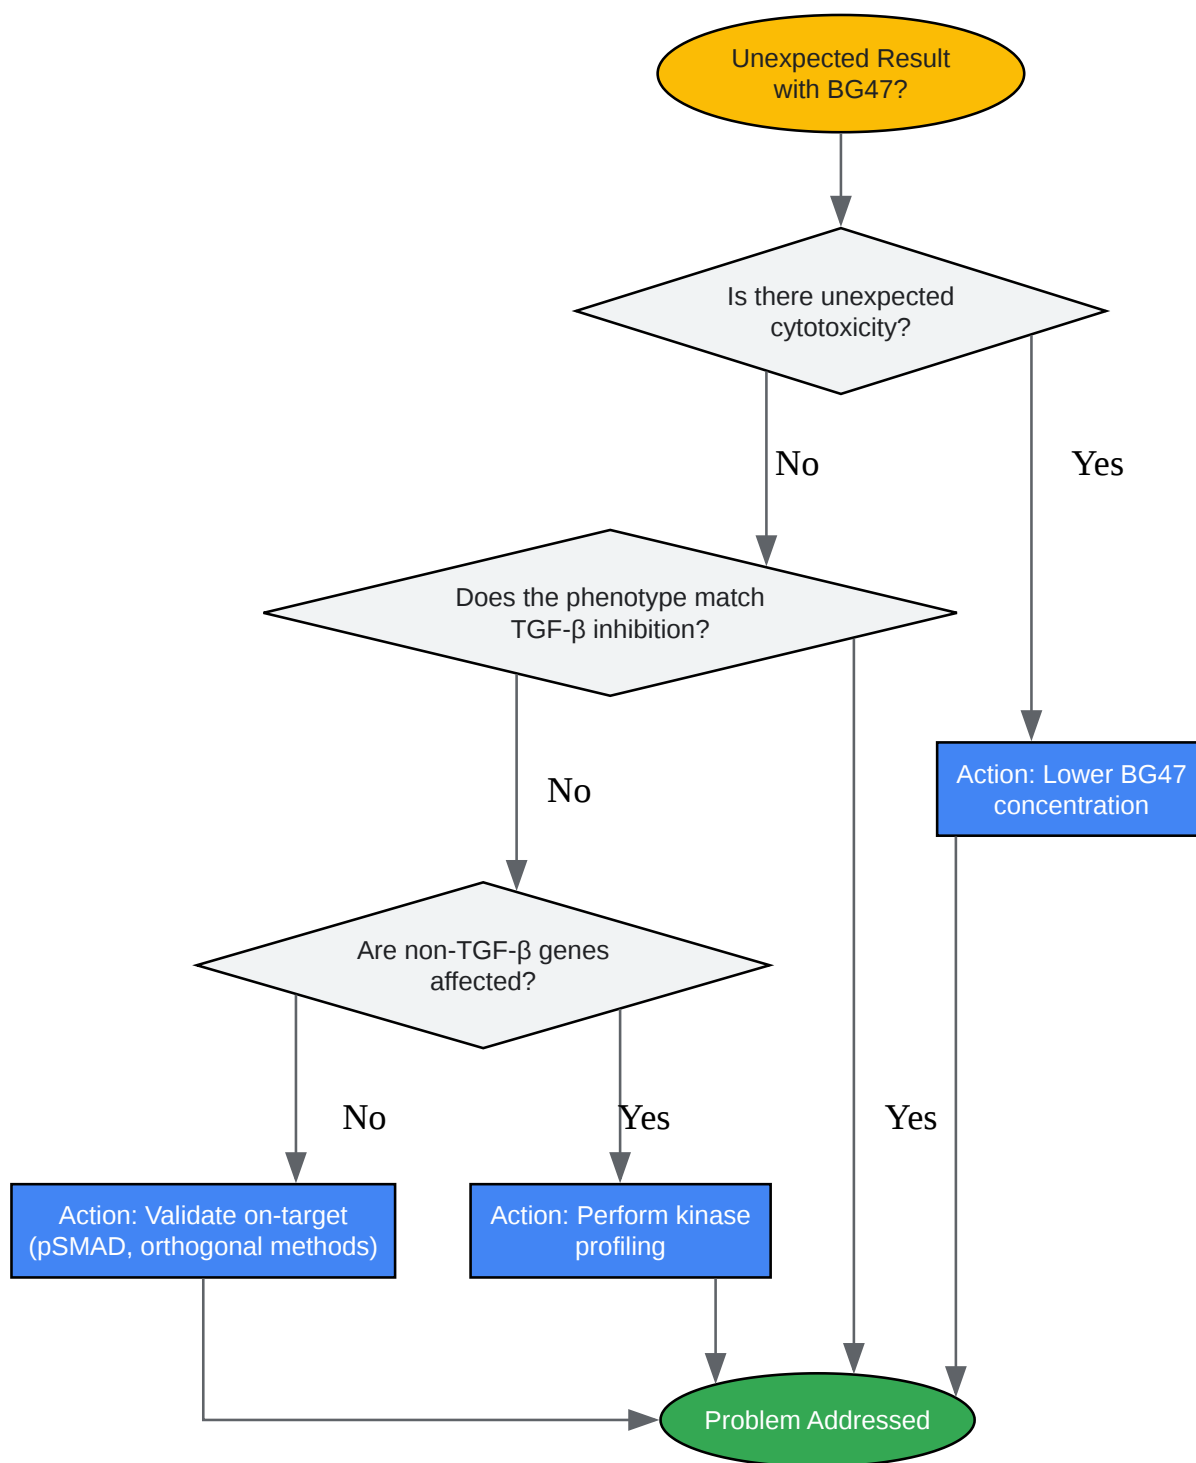 Unexpected Result
with BG47?
Is there unexpected
cytotoxicity?
No
Yes
Does the phenotype match
TGF-β inhibition?
Action: Lower BG47
concentration
No
Are non-TGF-β genes
affected?
No
Yes
Yes
Action: Validate on-target
(pSMAD, orthogonal methods)
Action: Perform kinase
profiling
Problem Addressed